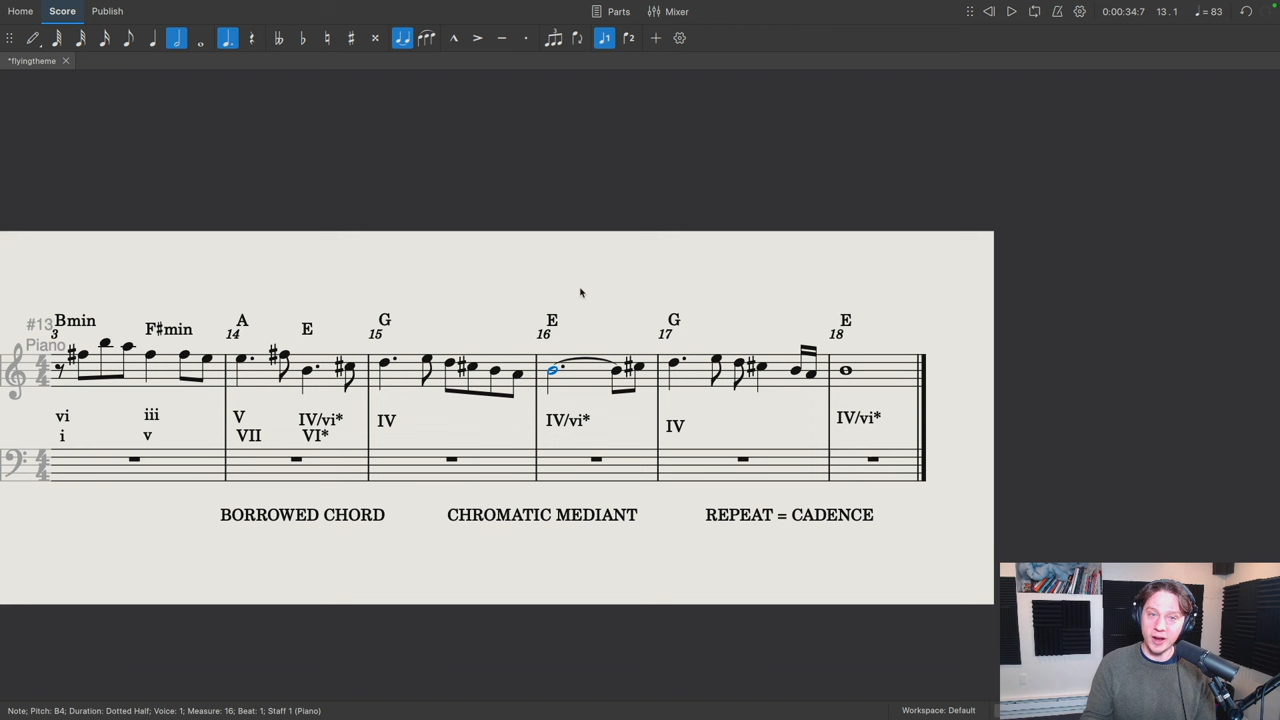 Home Score Publish Parts Mixer 0:00:34:7 13.1 = 83
*flyingtheme
Bmin F♯min A E G E G E
#13 3 14 15 16 17 18
Piano
vi iii V IV/vi* IV IV/vi* IV IV/vi*
i v VII VI*
BORROWED CHORD CHROMATIC MEDIANT REPEAT = CADENCE
Note; Pitch: B4; Duration: Dotted Half; Voice: 1; Measure: 16; Beat: 1; Staff 1 (Piano) Workspace: Default